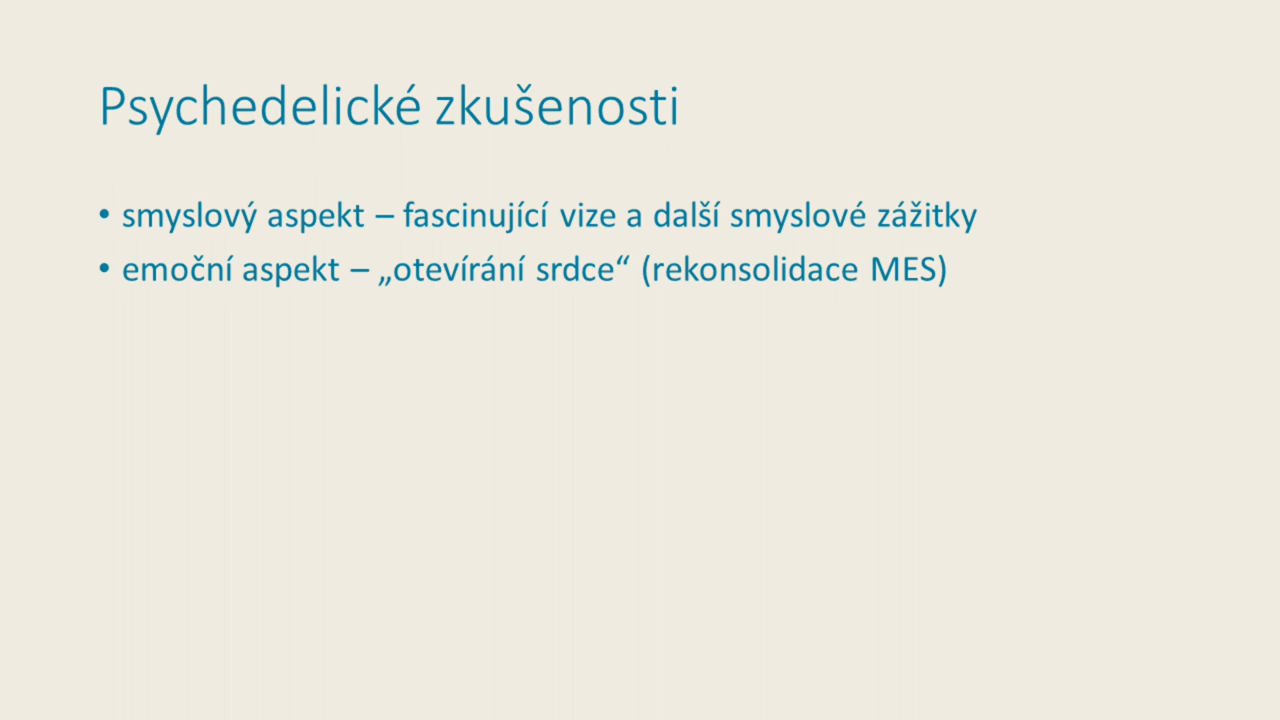 Psychedelické zkušenosti
• smyslový aspekt – fascinující vize a další smyslové zážitky
• emoční aspekt – „otevírání srdce“ (rekonsolidace MES)